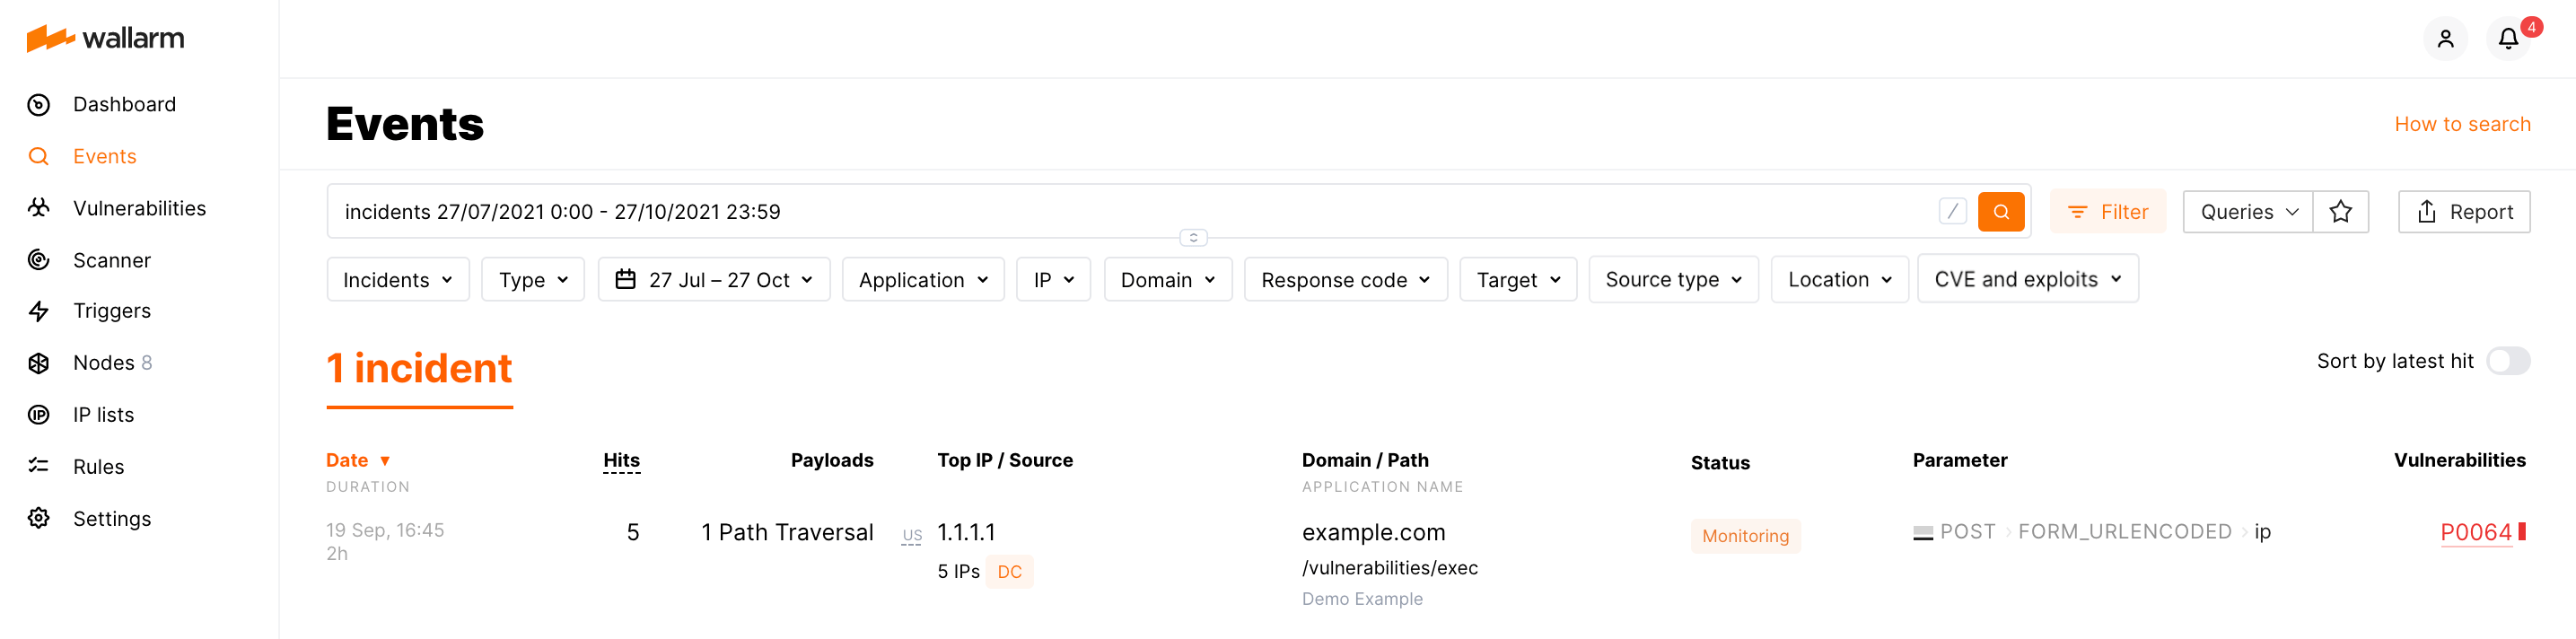 wallarm
4
Dashboard
Events
Vulnerabilities
Scanner
Triggers
Nodes 8
IP lists
Rules
Settings
Events
How to search
incidents 27/07/2021 0:00 - 27/10/2021 23:59
/
Filter
Queries
Report
Incidents
Type
27 Jul – 27 Oct
Application
IP
Domain
Response code
Target
Source type
Location
CVE and exploits
1 incident
Sort by latest hit
Date ▼
DURATION
Hits
Payloads
Top IP / Source
Domain / Path
APPLICATION NAME
Status
Parameter
Vulnerabilities
19 Sep, 16:45
2h
5
1 Path Traversal
US 1.1.1.1
5 IPs DC
example.com
/vulnerabilities/exec
Demo Example
Monitoring
POST › FORM_URLENCODED › ip
P0064